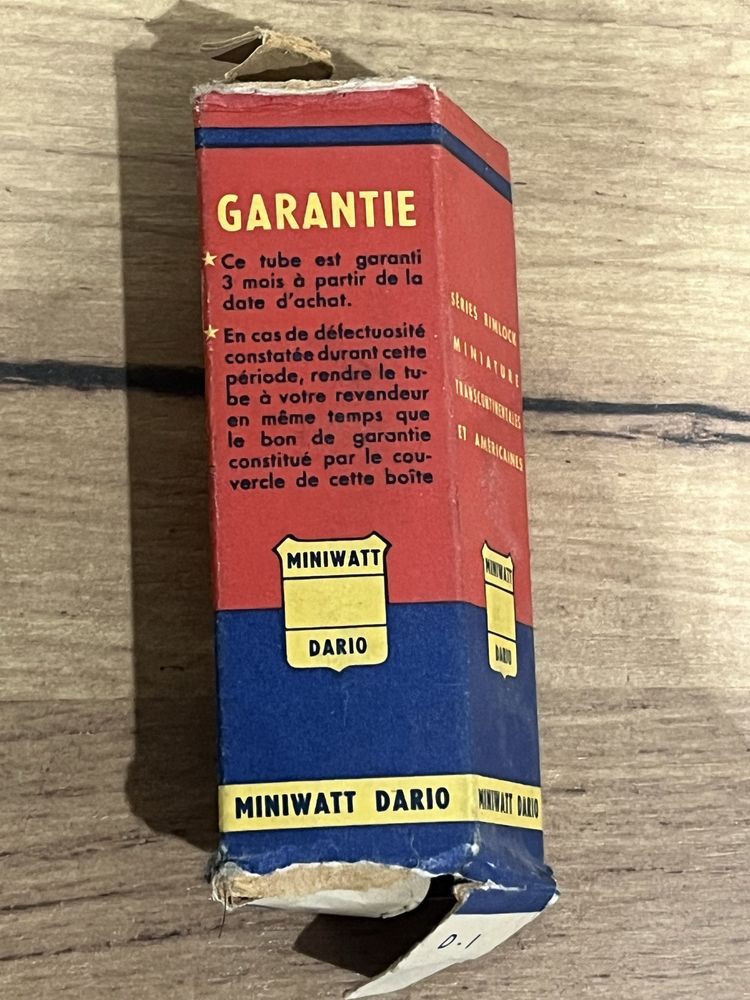 GARANTIE
Ce tube est garanti
3 mois à partir de la
date d'achat.
En cas de défectuosité
constatée durant cette
période, rendre le tu-
be à votre revendeur
en même temps que
le bon de garantie
constitué par le cou-
vercle de cette boîte
MINIWATT
DARIO
MINIWATT DARIO
SÉRIES RIMLOCK
MINIATURE
TRANSCONTINENTALES
ET AMÉRICAINES
MINIWATT
DARIO
MINIWATT DARIO
D-1